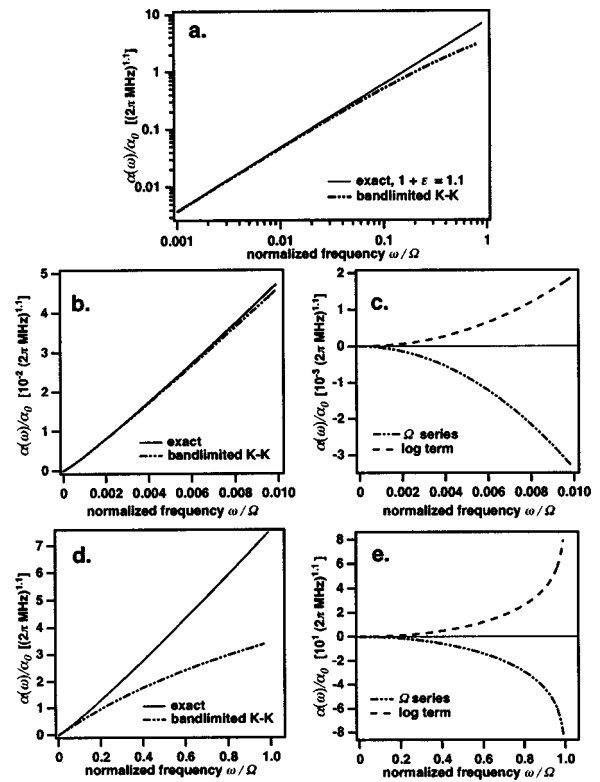 a.
α(ω)/α₀ [(2π MHz)^1.1]
10
1
0.1
0.01
exact, 1 + ε = 1.1
bandlimited K-K
0.001 0.01 0.1 1
normalized frequency ω/Ω
b.
α(ω)/α₀ [10^-2 (2π MHz)^1.1]
5
4
3
2
1
0
exact
bandlimited K-K
0 0.002 0.004 0.006 0.008 0.010
normalized frequency ω/Ω
c.
α(ω)/α₀ [10^-3 (2π MHz)^1.1]
2
1
0
-1
-2
-3
Ω series
log term
0 0.002 0.004 0.006 0.008 0.010
normalized frequency ω/Ω
d.
α(ω)/α₀ [(2π MHz)^1.1]
7
6
5
4
3
2
1
0
exact
bandlimited K-K
0 0.2 0.4 0.6 0.8 1.0
normalized frequency ω/Ω
e.
α(ω)/α₀ [10^1 (2π MHz)^1.1]
8
6
4
2
0
-2
-4
-6
-8
Ω series
log term
0 0.2 0.4 0.6 0.8 1.0
normalized frequency ω/Ω